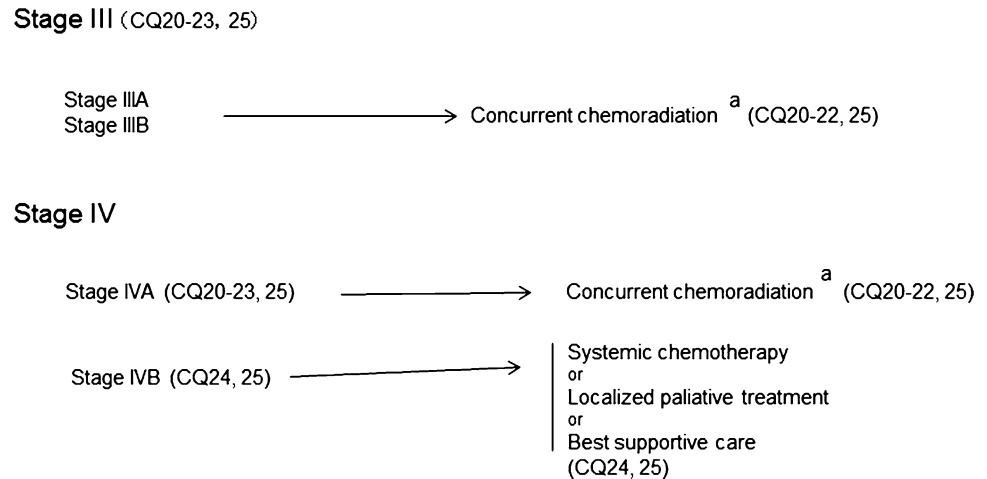 Stage III (CQ20-23, 25)
Stage IIIA
Stage IIIB
Concurrent chemoradiation a (CQ20-22, 25)
Stage IV
Stage IVA (CQ20-23, 25)
Concurrent chemoradiation a (CQ20-22, 25)
Stage IVB (CQ24, 25)
Systemic chemotherapy
or
Localized paliative treatment
or
Best supportive care
(CQ24, 25)